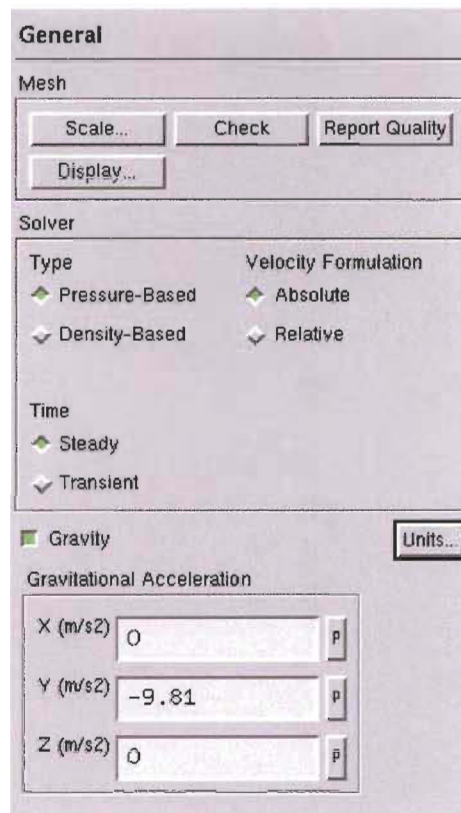 General
Mesh
Scale... Check Report Quality
Display...
Solver
Type Velocity Formulation
Pressure-Based Absolute
Density-Based Relative
Time
Steady
Transient
Gravity Units...
Gravitational Acceleration
X (m/s2) 0 P
Y (m/s2) -9.81 P
Z (m/s2) 0 P